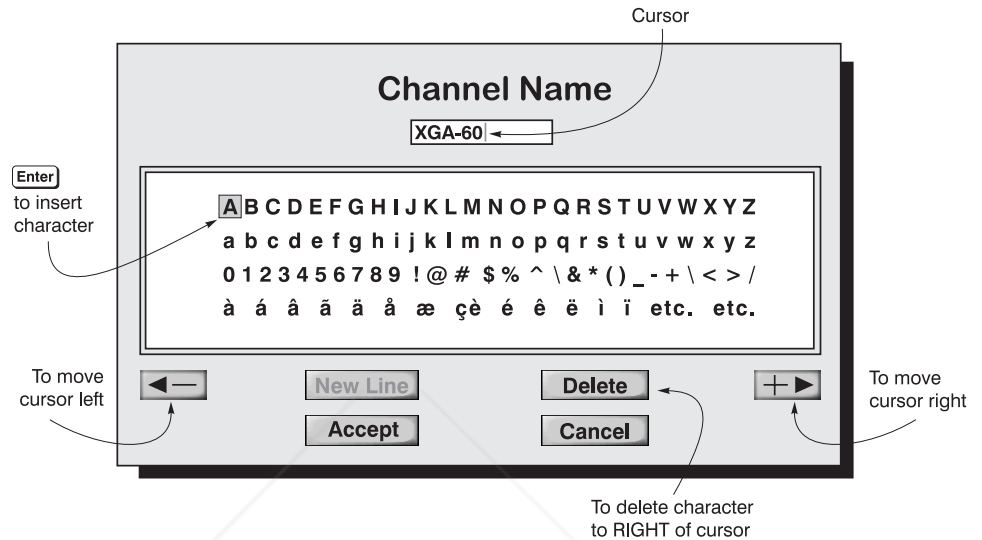 Cursor
Channel Name
XGA-60
Enter
to insert
character
A B C D E F G H I J K L M N O P Q R S T U V W X Y Z
a b c d e f g h i j k l m n o p q r s t u v w x y z
0 1 2 3 4 5 6 7 8 9 ! @ # $ % ^ \ & * ( ) _ - + \ < > /
à á â ã ä å æ çè é ê ë ì ï etc. etc.
To move
cursor left
New Line
Delete
To move
cursor right
Accept
Cancel
To delete character
to RIGHT of cursor